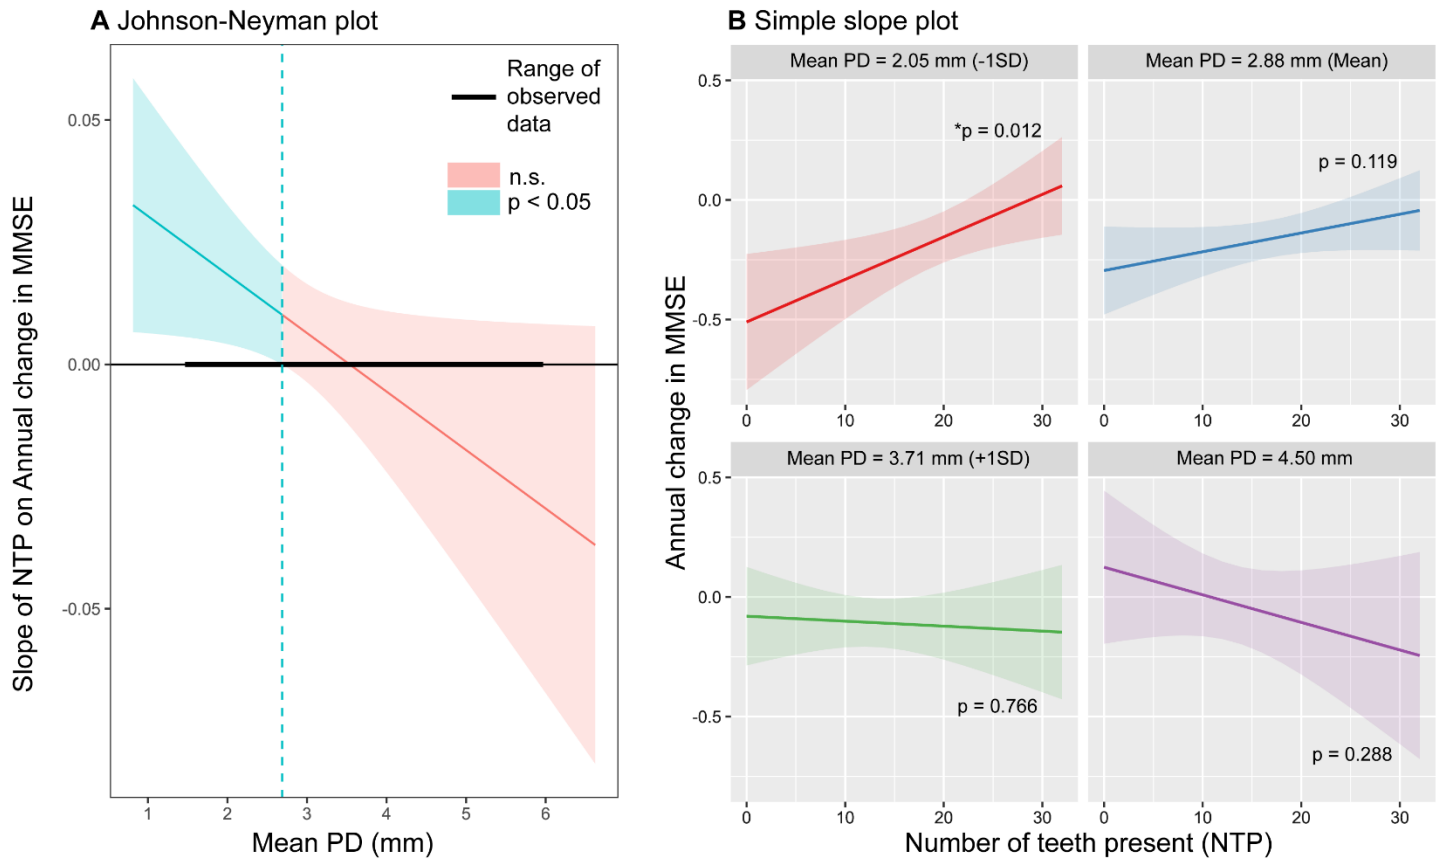 A Johnson-Neyman plot
Slope of NTP on Annual change in MMSE
0.05
0.00
-0.05
Range of
observed
data
n.s.
p < 0.05
1 2 3 4 5 6
Mean PD (mm)
B Simple slope plot
Annual change in MMSE
Mean PD = 2.05 mm (-1SD)
0.5
0.0
-0.5
*p = 0.012
0 10 20 30
Mean PD = 2.88 mm (Mean)
p = 0.119
0 10 20 30
Mean PD = 3.71 mm (+1SD)
0.5
0.0
-0.5
p = 0.766
0 10 20 30
Mean PD = 4.50 mm
p = 0.288
0 10 20 30
Number of teeth present (NTP)